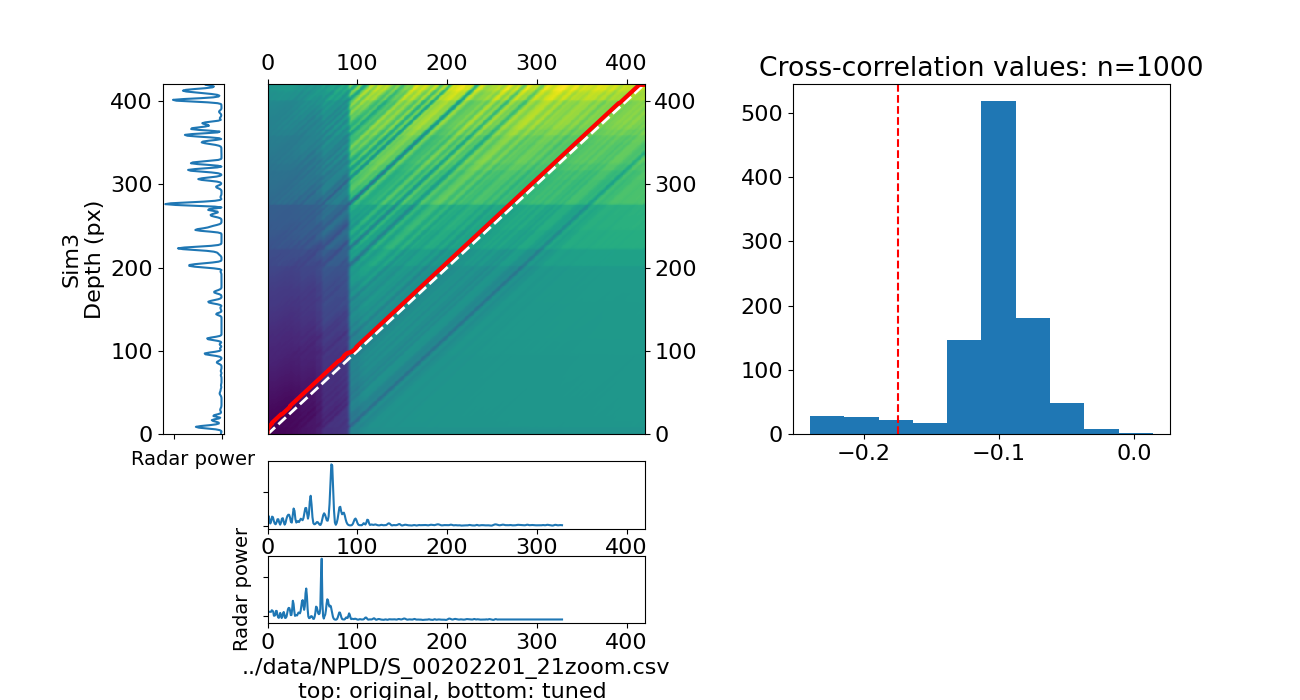 0 100 200 300 400
Cross-correlation values: n=1000
Sim3
Depth (px)
400
300
200
100
0
Radar power
400
300
200
100
0
500
400
300
200
100
0
−0.2 −0.1 0.0
0 100 200 300 400
Radar power
0 100 200 300 400
../data/NPLD/S_00202201_21zoom.csv
top: original, bottom: tuned